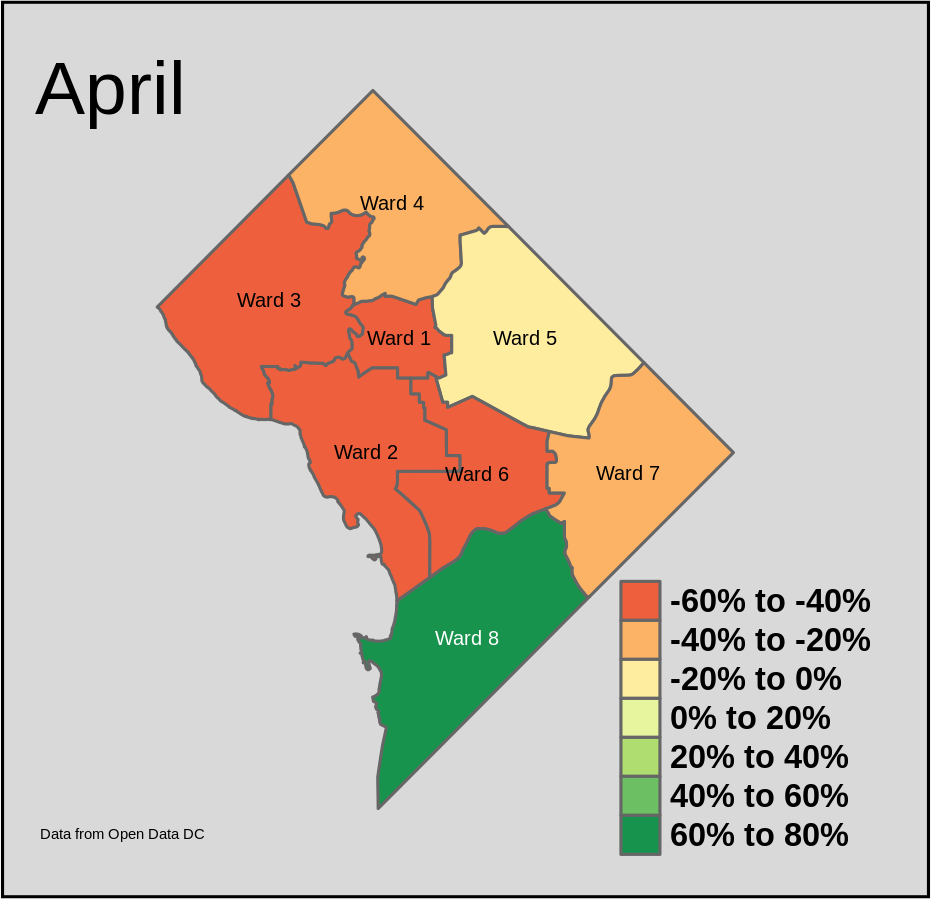 April
Ward 4
Ward 3
Ward 1
Ward 5
Ward 2
Ward 6
Ward 7
Ward 8
-60% to -40%
-40% to -20%
-20% to 0%
0% to 20%
20% to 40%
40% to 60%
60% to 80%
Data from Open Data DC